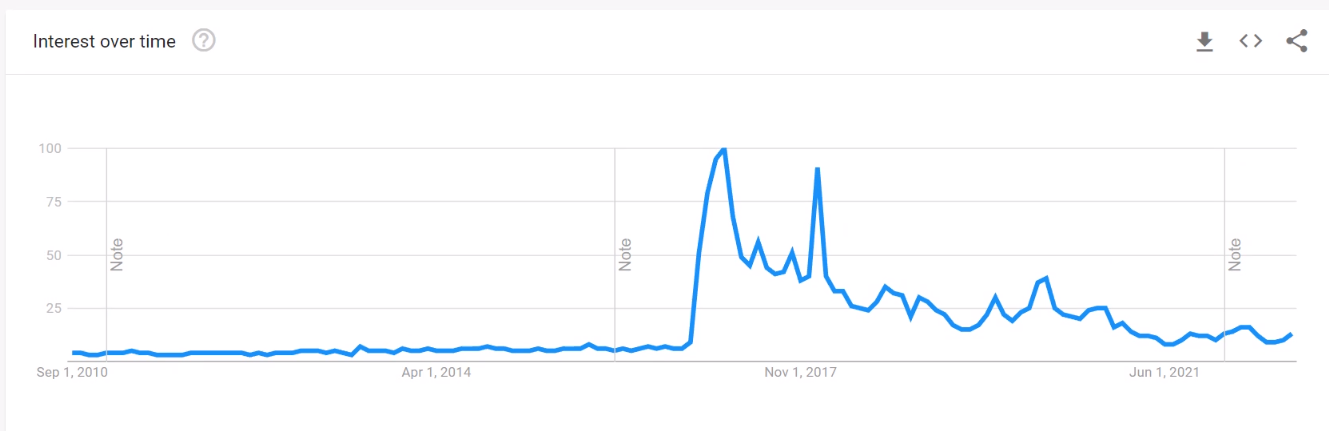 Interest over time
100
75
50
25
Note
Note
Note
Sep 1, 2010
Apr 1, 2014
Nov 1, 2017
Jun 1, 2021